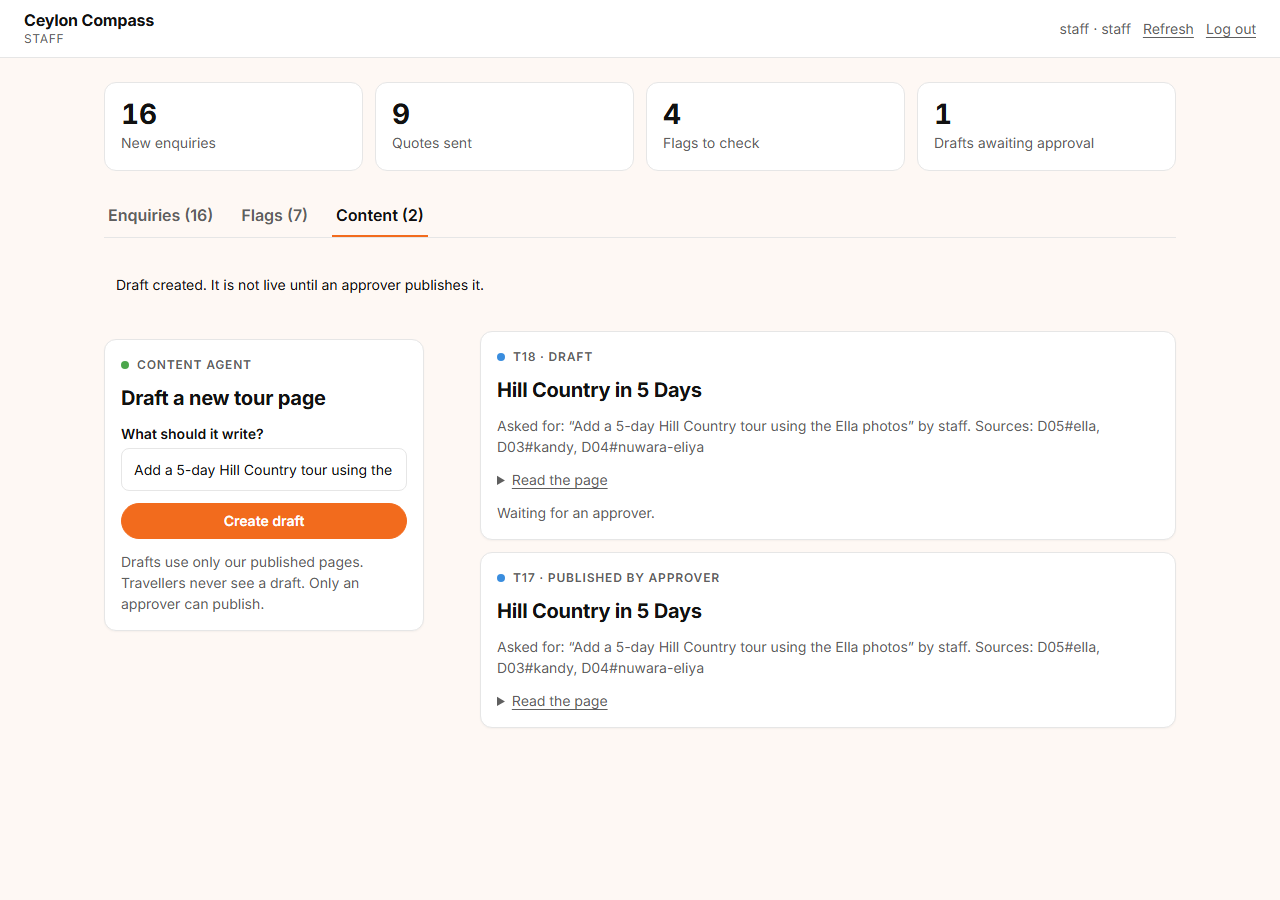 Ceylon Compass
STAFF
staff · staff Refresh Log out
16
New enquiries
9
Quotes sent
4
Flags to check
1
Drafts awaiting approval
Enquiries (16) Flags (7) Content (2)
Draft created. It is not live until an approver publishes it.
CONTENT AGENT
Draft a new tour page
What should it write?
Add a 5-day Hill Country tour using the
Create draft
Drafts use only our published pages.
Travellers never see a draft. Only an
approver can publish.
T18 · DRAFT
Hill Country in 5 Days
Asked for: “Add a 5-day Hill Country tour using the Ella photos” by staff. Sources: D05#ella,
D03#kandy, D04#nuwara-eliya
Read the page
Waiting for an approver.
T17 · PUBLISHED BY APPROVER
Hill Country in 5 Days
Asked for: “Add a 5-day Hill Country tour using the Ella photos” by staff. Sources: D05#ella,
D03#kandy, D04#nuwara-eliya
Read the page